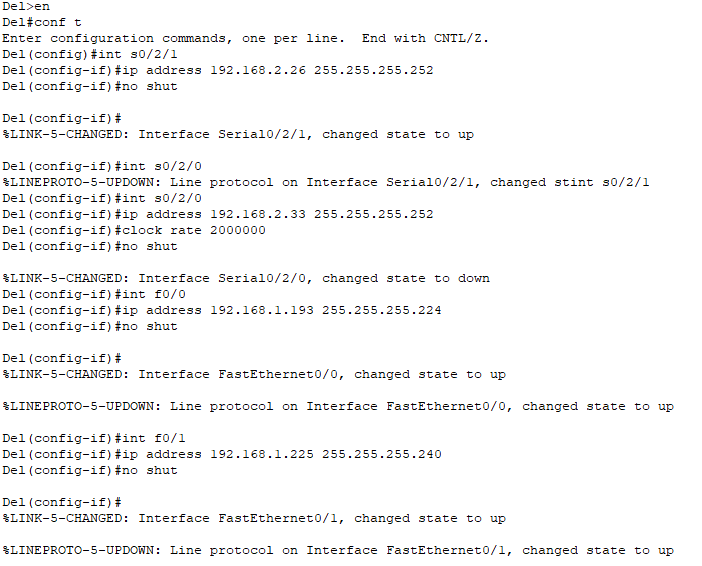 Del>en
Del#conf t
Enter configuration commands, one per line.  End with CNTL/Z.
Del(config)#int s0/2/1
Del(config-if)#ip address 192.168.2.26 255.255.255.252
Del(config-if)#no shut
Del(config-if)#
%LINK-5-CHANGED: Interface Serial0/2/1, changed state to up
Del(config-if)#int s0/2/0
%LINEPROTO-5-UPDOWN: Line protocol on Interface Serial0/2/1, changed stint s0/2/1
Del(config-if)#int s0/2/0
Del(config-if)#ip address 192.168.2.33 255.255.255.252
Del(config-if)#clock rate 2000000
Del(config-if)#no shut
%LINK-5-CHANGED: Interface Serial0/2/0, changed state to down
Del(config-if)#int f0/0
Del(config-if)#ip address 192.168.1.193 255.255.255.224
Del(config-if)#no shut
Del(config-if)#
%LINK-5-CHANGED: Interface FastEthernet0/0, changed state to up
%LINEPROTO-5-UPDOWN: Line protocol on Interface FastEthernet0/0, changed state to up
Del(config-if)#int f0/1
Del(config-if)#ip address 192.168.1.225 255.255.255.240
Del(config-if)#no shut
Del(config-if)#
%LINK-5-CHANGED: Interface FastEthernet0/1, changed state to up
%LINEPROTO-5-UPDOWN: Line protocol on Interface FastEthernet0/1, changed state to up